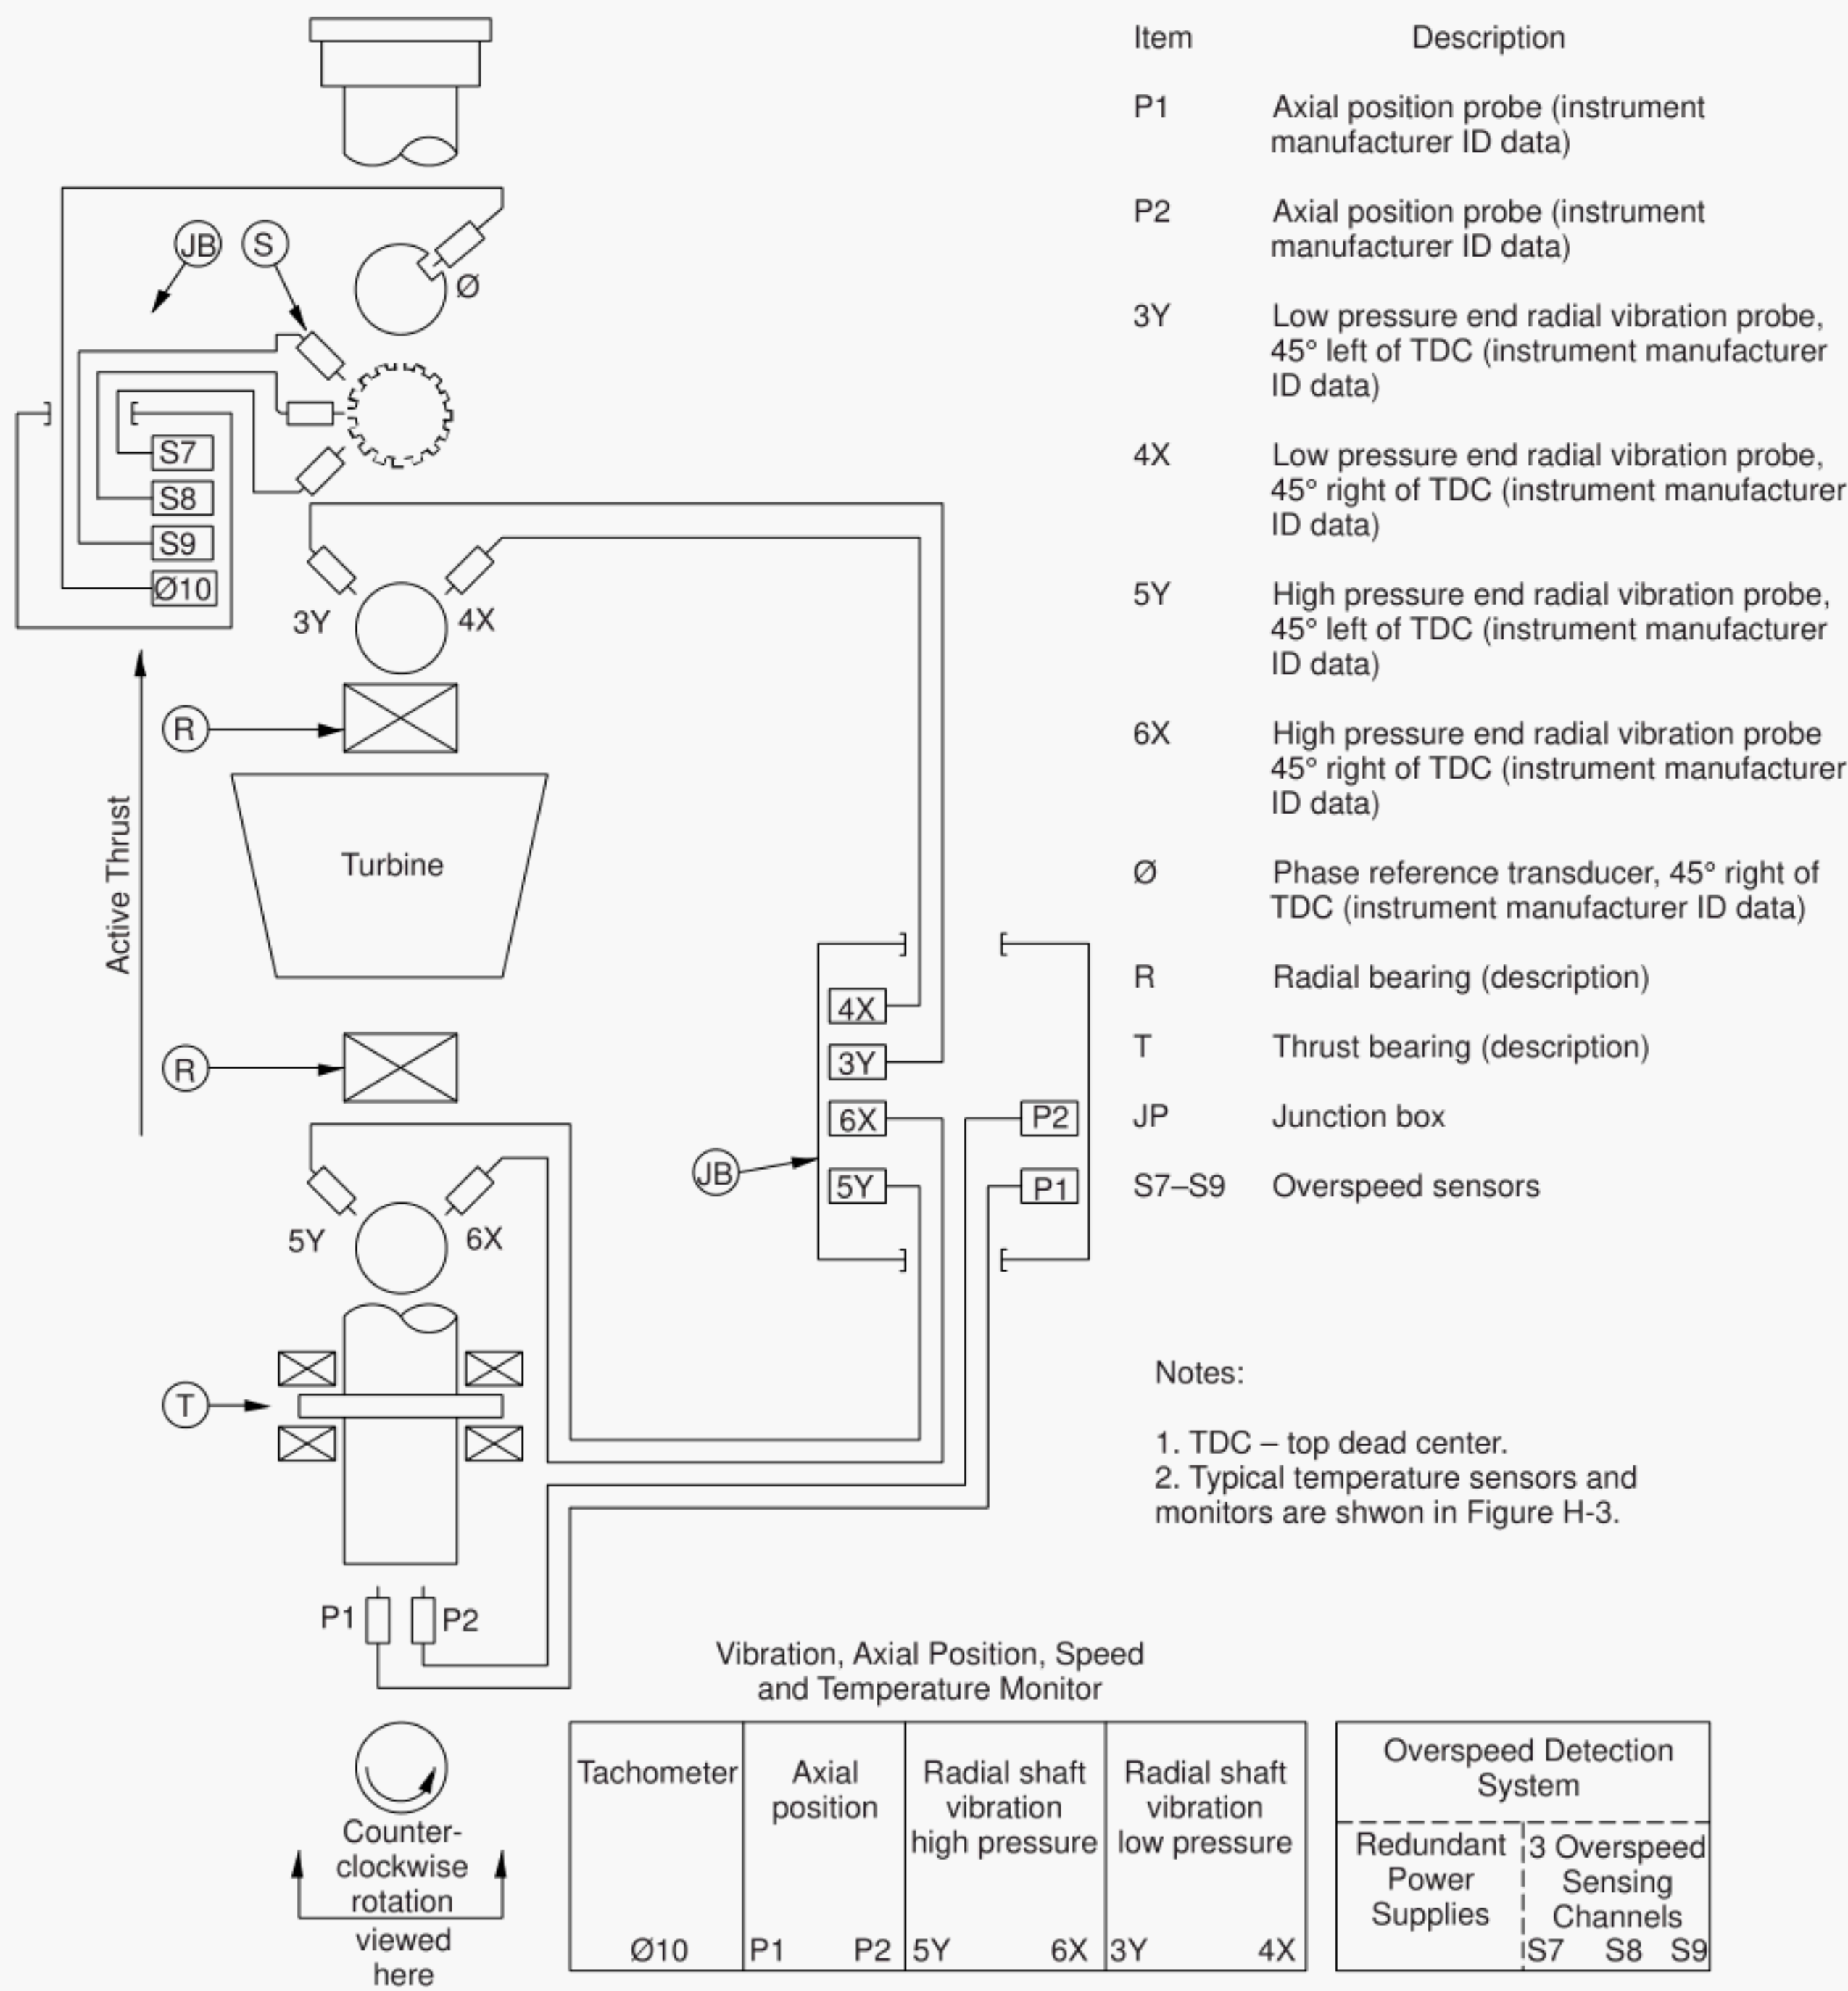 JB
S
Ø
S7
S8
S9
Ø10
3Y
4X
R
Active Thrust
Turbine
R
5Y
6X
T
P1
P2
4X
3Y
6X
5Y
JB
P2
P1
Counter-
clockwise
rotation
viewed
here
Item Description
P1 Axial position probe (instrument
manufacturer ID data)
P2 Axial position probe (instrument
manufacturer ID data)
3Y Low pressure end radial vibration probe,
45° left of TDC (instrument manufacturer
ID data)
4X Low pressure end radial vibration probe,
45° right of TDC (instrument manufacturer
ID data)
5Y High pressure end radial vibration probe,
45° left of TDC (instrument manufacturer
ID data)
6X High pressure end radial vibration probe
45° right of TDC (instrument manufacturer
ID data)
Ø Phase reference transducer, 45° right of
TDC (instrument manufacturer ID data)
R Radial bearing (description)
T Thrust bearing (description)
JP Junction box
S7–S9 Overspeed sensors
Notes:
1. TDC – top dead center.
2. Typical temperature sensors and
monitors are shwon in Figure H-3.
Vibration, Axial Position, Speed
and Temperature Monitor
Tachometer
Ø10
Axial
position
P1 P2
Radial shaft
vibration
high pressure
5Y 6X
Radial shaft
vibration
low pressure
3Y 4X
Overspeed Detection
System
Redundant
Power
Supplies
3 Overspeed
Sensing
Channels
S7 S8 S9